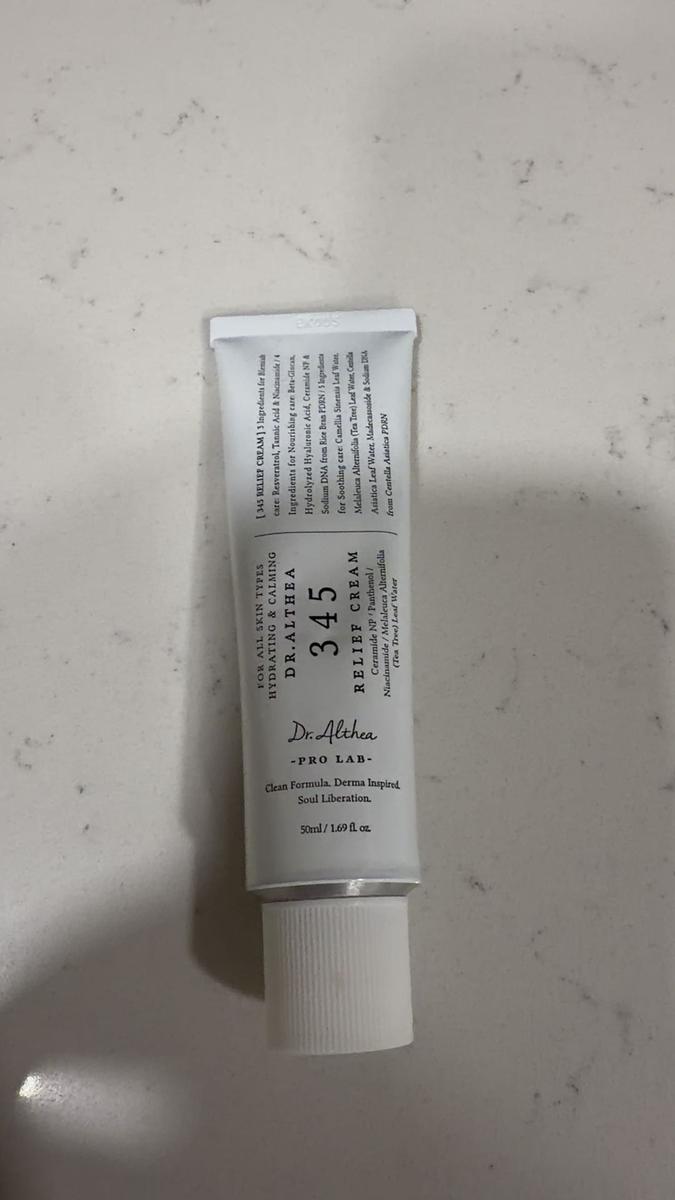 [ 345 RELIEF CREAM ] 3 Ingredients for Blemish
care: Resveratrol, Tannic Acid & Niacinamide / 4
Ingredients for Nourishing care: Beta-Glucan,
Hydrolyzed Hyaluronic Acid, Ceramide NP &
Sodium DNA from Rice Bran PDRN / 5 Ingredients
for Soothing care: Camellia Sinensis Leaf Water,
Melaleuca Alternifolia (Tea Tree) Leaf Water, Centella
Asiatica Leaf Water, Madecassoside & Sodium DNA
from Centella Asiatica PDRN
FOR ALL SKIN TYPES
HYDRATING & CALMING
DR.ALTHEA
345
RELIEF CREAM
Ceramide NP / Panthenol /
Niacinamide / Melaleuca Alternifolia
(Tea Tree) Leaf Water
Dr.Althea
-PRO LAB-
Clean Formula. Derma Inspired.
Soul Liberation.
50ml / 1.69 fl. oz.